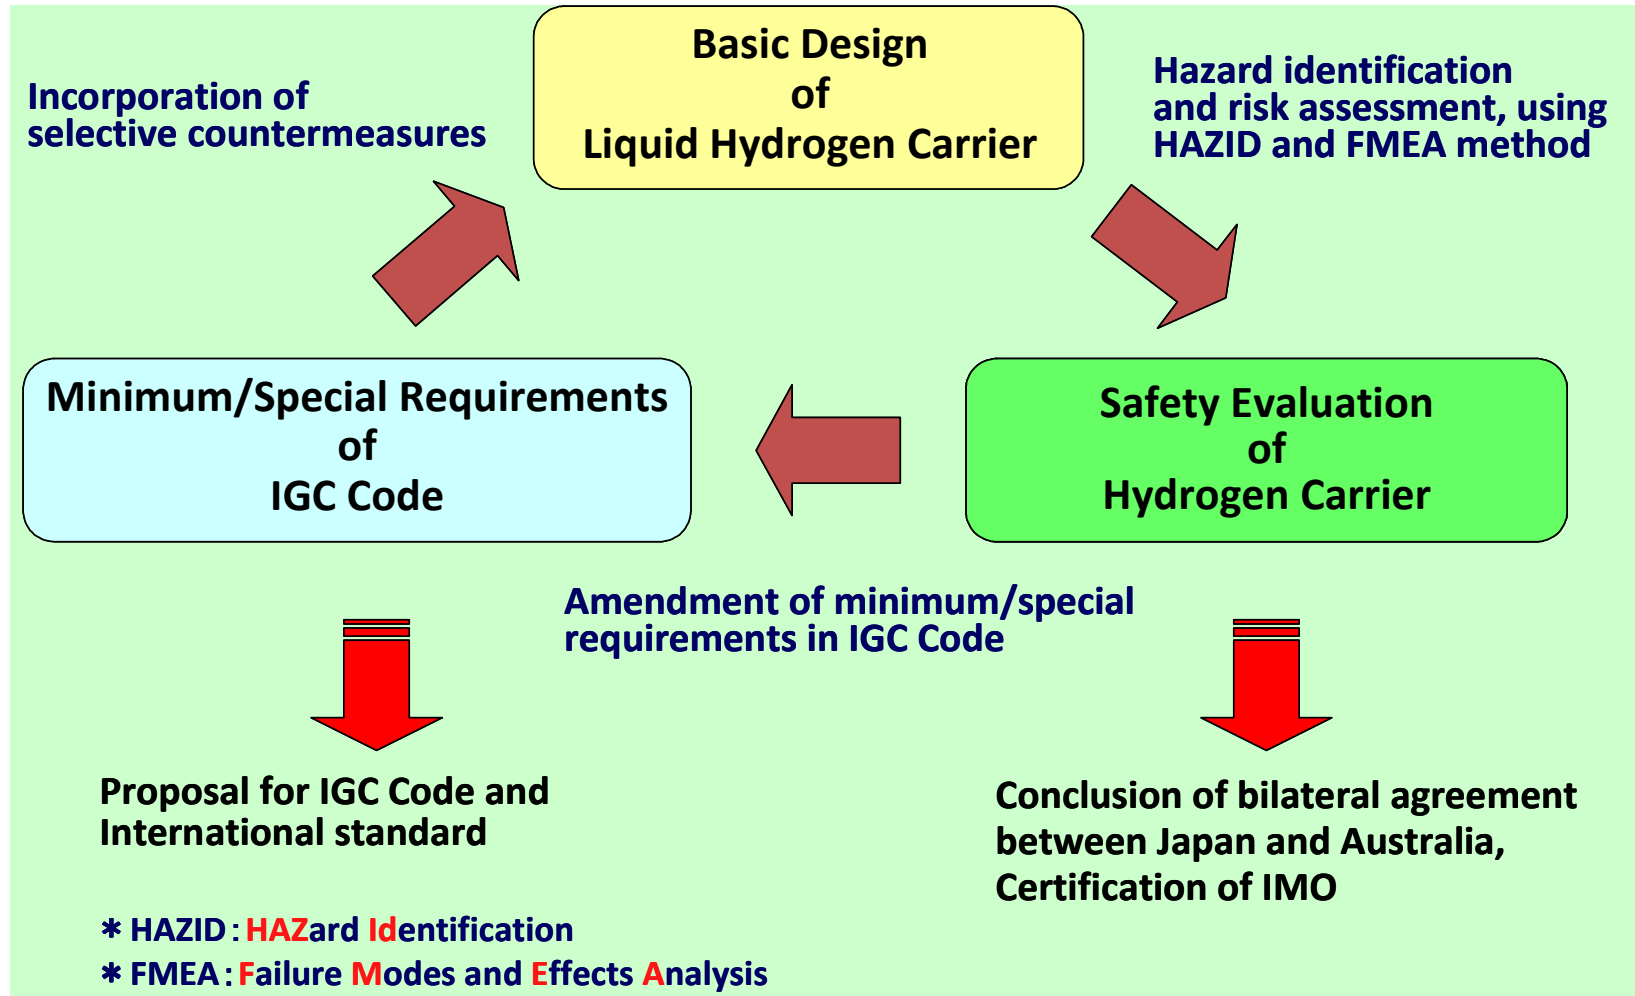 Basic Design
of
Liquid Hydrogen Carrier
Incorporation of
selective countermeasures
Hazard identification
and risk assessment, using
HAZID and FMEA method
Minimum/Special Requirements
of
IGC Code
Safety Evaluation
of
Hydrogen Carrier
Amendment of minimum/special
requirements in IGC Code
Proposal for IGC Code and
International standard
Conclusion of bilateral agreement
between Japan and Australia,
Certification of IMO
* HAZID : HAZard Identification
* FMEA : Failure Modes and Effects Analysis